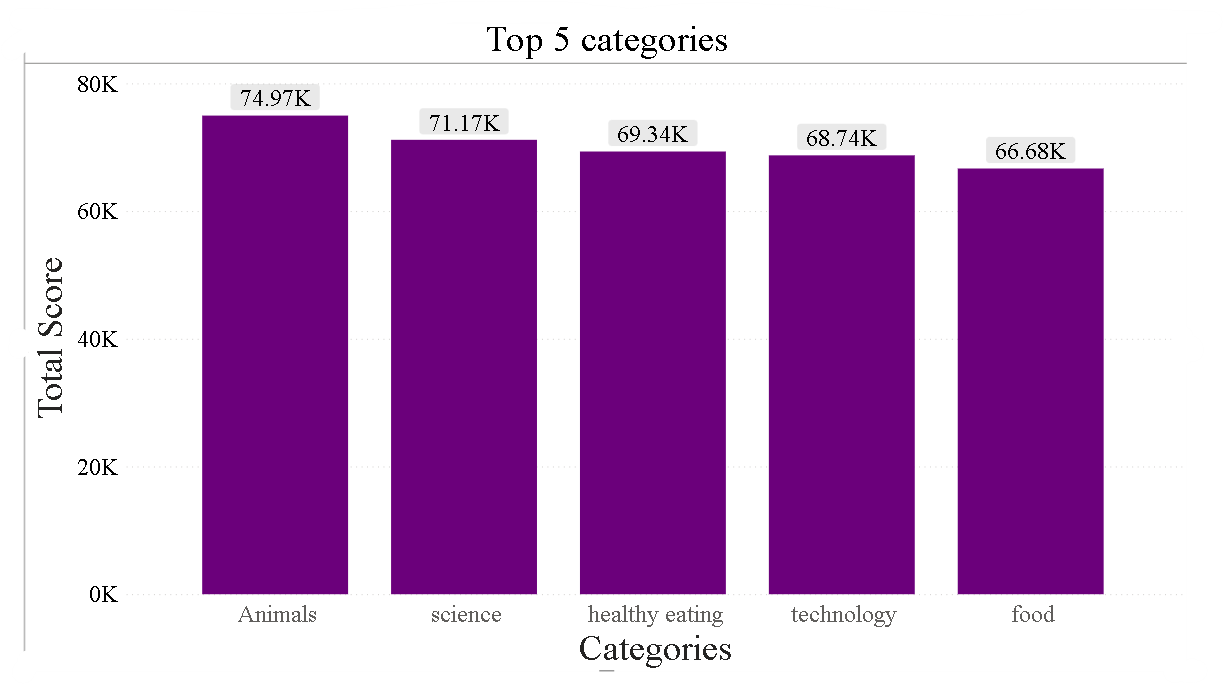 Top 5 categories
80K
60K
40K
20K
0K
Total Score
74.97K
71.17K
69.34K
68.74K
66.68K
Animals
science
healthy eating
technology
food
Categories